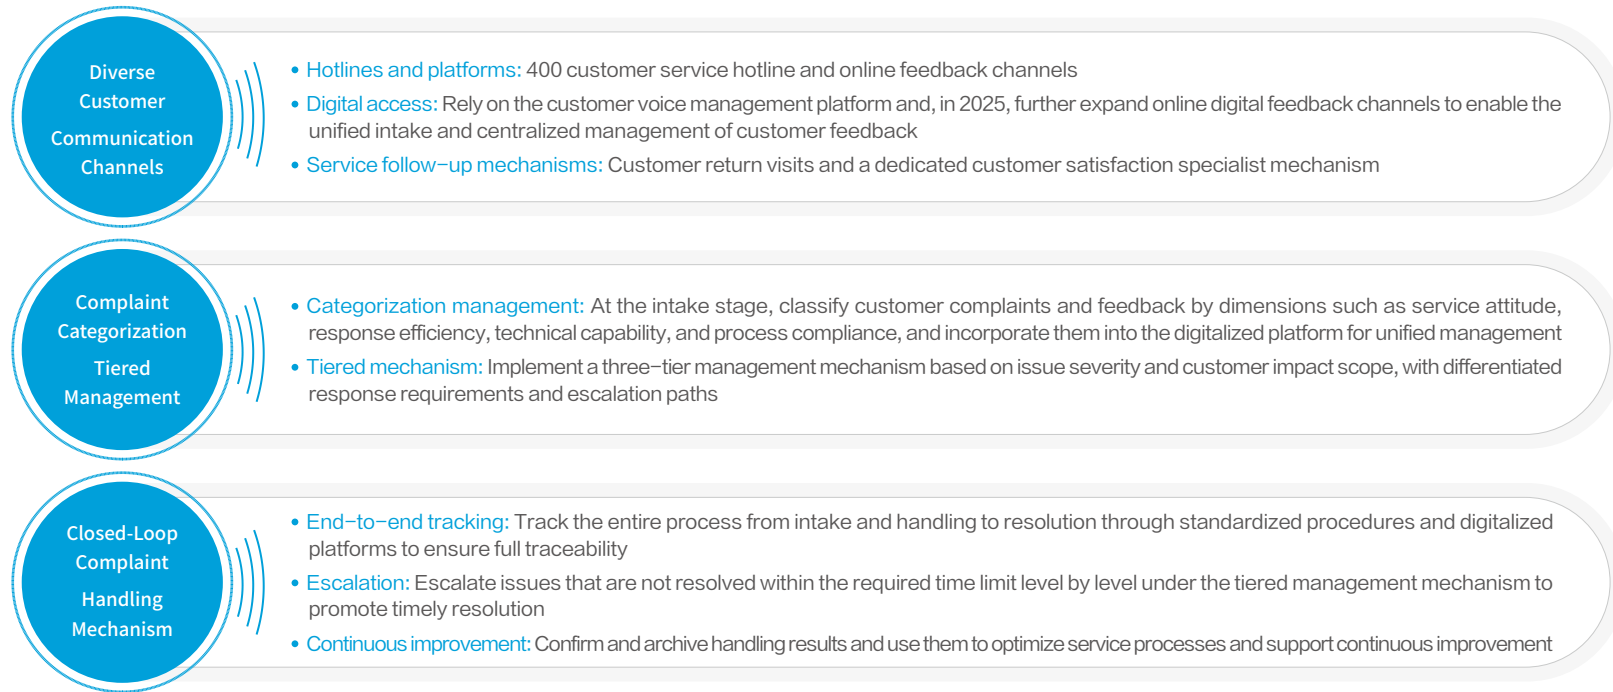 Diverse
Customer
Communication
Channels
• Hotlines and platforms: 400 customer service hotline and online feedback channels
• Digital access: Rely on the customer voice management platform and, in 2025, further expand online digital feedback channels to enable the
unified intake and centralized management of customer feedback
• Service follow-up mechanisms: Customer return visits and a dedicated customer satisfaction specialist mechanism
Complaint
Categorization
Tiered
Management
• Categorization management: At the intake stage, classify customer complaints and feedback by dimensions such as service attitude,
response efficiency, technical capability, and process compliance, and incorporate them into the digitalized platform for unified management
• Tiered mechanism: Implement a three-tier management mechanism based on issue severity and customer impact scope, with differentiated
response requirements and escalation paths
Closed-Loop
Complaint
Handling
Mechanism
• End-to-end tracking: Track the entire process from intake and handling to resolution through standardized procedures and digitalized
platforms to ensure full traceability
• Escalation: Escalate issues that are not resolved within the required time limit level by level under the tiered management mechanism to
promote timely resolution
• Continuous improvement: Confirm and archive handling results and use them to optimize service processes and support continuous improvement